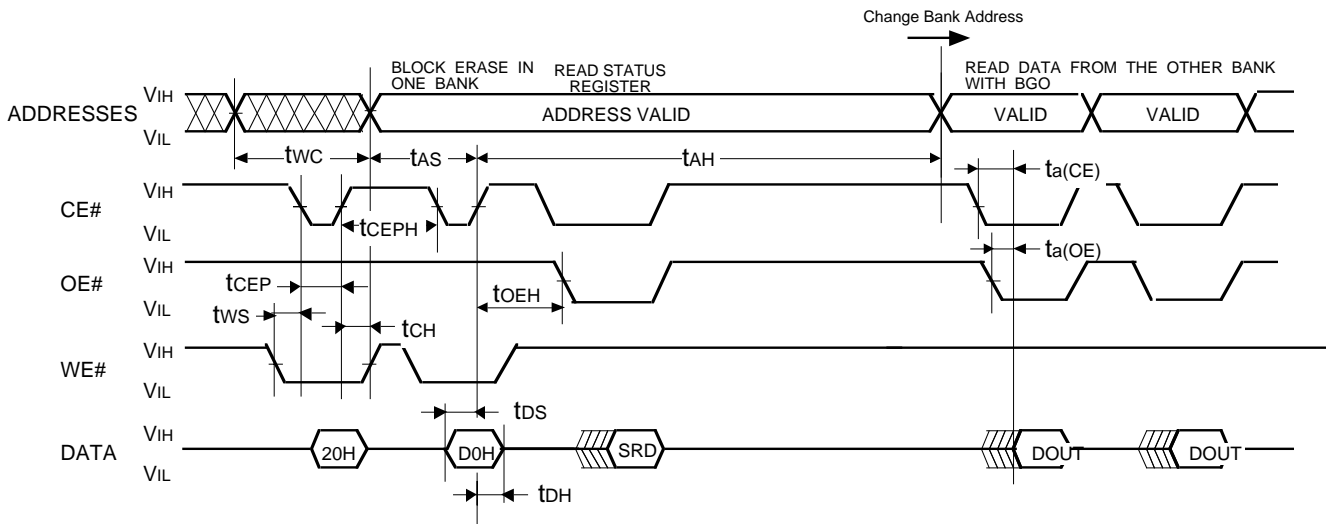 Change Bank Address
BLOCK ERASE IN
ONE BANK
READ STATUS
REGISTER
READ DATA FROM THE OTHER BANK
WITH BGO
ADDRESSES
VIH
VIL
ADDRESS VALID
VALID
VALID
tWC
tAS
tAH
ta(CE)
CE#
VIH
VIL
tCEPH
OE#
VIH
VIL
tCEP
tOEH
ta(OE)
tWS
tCH
WE#
VIH
VIL
tDS
DATA
VIH
VIL
20H
D0H
SRD
DOUT
DOUT
tDH